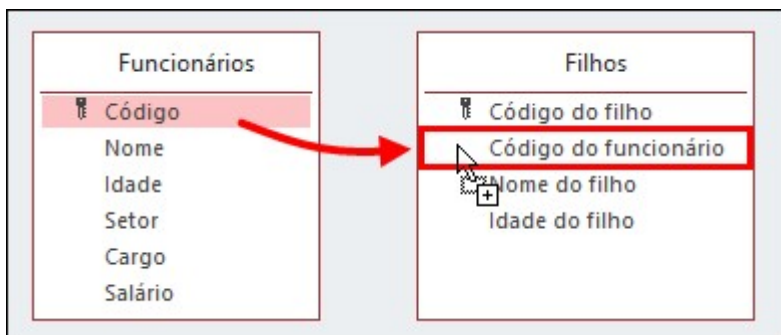 Funcionários
Código
Nome
Idade
Setor
Cargo
Salário
Filhos
Código do filho
Código do funcionário
Nome do filho
Idade do filho